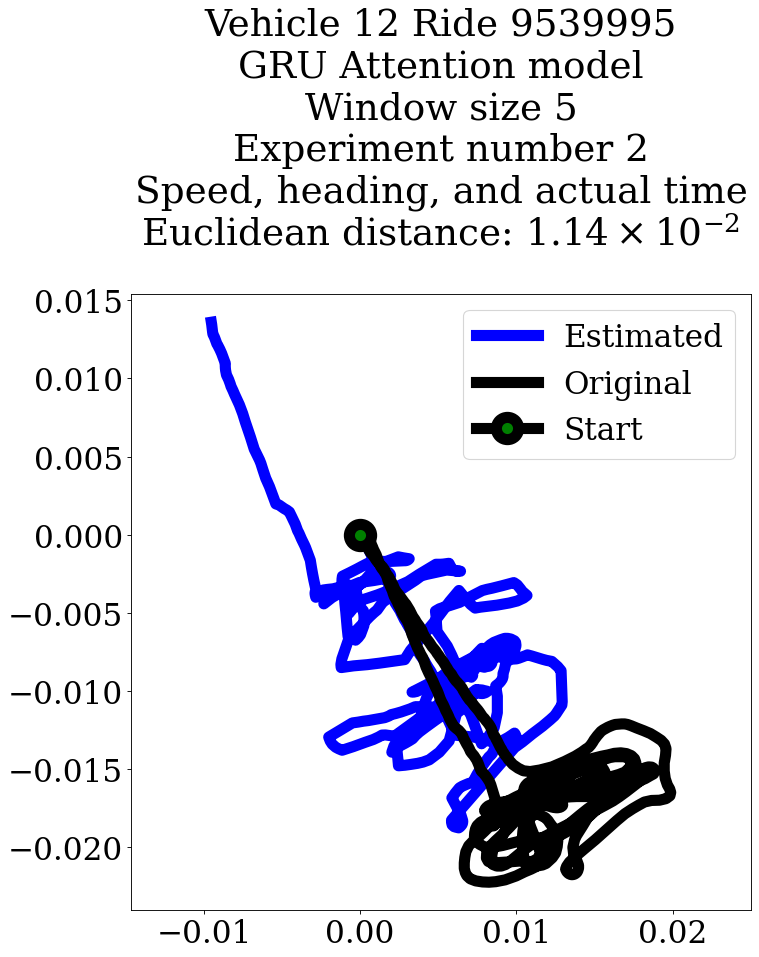 Vehicle 12 Ride 9539995
GRU Attention model
Window size 5
Experiment number 2
Speed, heading, and actual time
Euclidean distance: 1.14 × 10⁻²
0.015
Estimated
0.010
Original
Start
0.005
0.000
−0.005
−0.010
−0.015
−0.020
−0.01 0.00 0.01 0.02